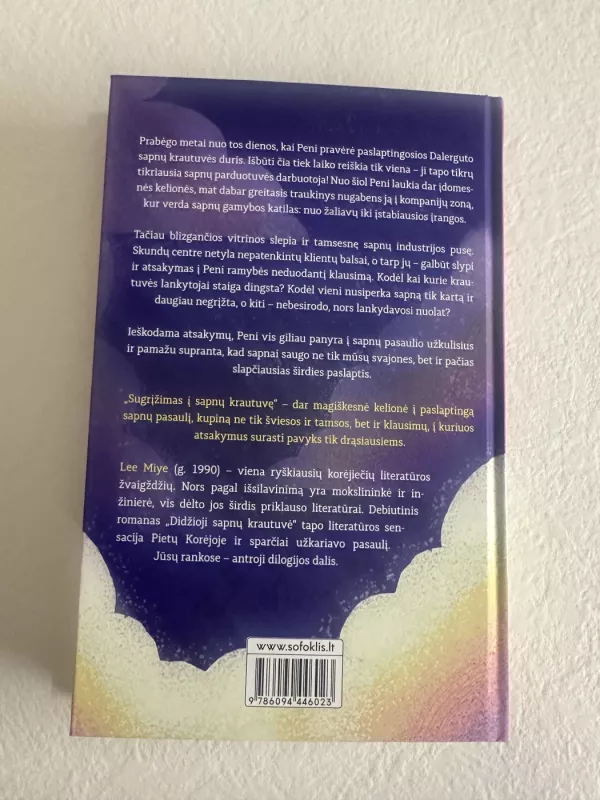 Prabėgo metai nuo tos dienos, kai Peni pravėrė paslaptingosios Dalerguto
sapnų krautuvės duris. Išbūti čia tiek laiko reiškia tik viena – ji tapo tikrų
tikriausia sapnų parduotuvės darbuotoja! Nuo šiol Peni laukia dar įdomes-
nės kelionės, mat dabar greitasis traukinys nugabens ją į kompanijų zoną,
kur verda sapnų gamybos katilas: nuo žaliavų iki įstabiausios įrangos.
Tačiau blizgančios vitrinos slepia ir tamsesnę sapnų industrijos pusę.
Skundų centre netyla nepatenkintų klientų balsai, o tarp jų – galbūt slypi
ir atsakymas į Peni ramybės neduodantį klausimą. Kodėl kai kurie krau-
tuvės lankytojai staiga dingsta? Kodėl vieni nusiperka sapną tik kartą ir
daugiau negrįžta, o kiti – nebesirodo, nors lankydavosi nuolat?
Ieškodama atsakymų, Peni vis giliau panyra į sapnų pasaulio užkulisius
ir pamažu supranta, kad sapnai saugo ne tik mūsų svajones, bet ir pačias
slapčiausias širdies paslaptis.
„Sugrįžimas į sapnų krautuvę“ – dar magiškesnė kelionė į paslaptingą
sapnų pasaulį, kupiną ne tik šviesos ir tamsos, bet ir klausimų, į kuriuos
atsakymus surasti pavyks tik drąsiausiems.
Lee Miye (g. 1990) – viena ryškiausių korėjiečių literatūros
žvaigždžių. Nors pagal išsilavinimą yra mokslininkė ir in-
žinierė, vis dėlto jos širdis priklauso literatūrai. Debiutinis
romanas „Didžioji sapnų krautuvė“ tapo literatūros sen-
sacija Pietų Korėjoje ir sparčiai užkariavo pasaulį.
Jūsų rankose – antroji dilogijos dalis.
www.sofoklis.lt
9 786094 446023